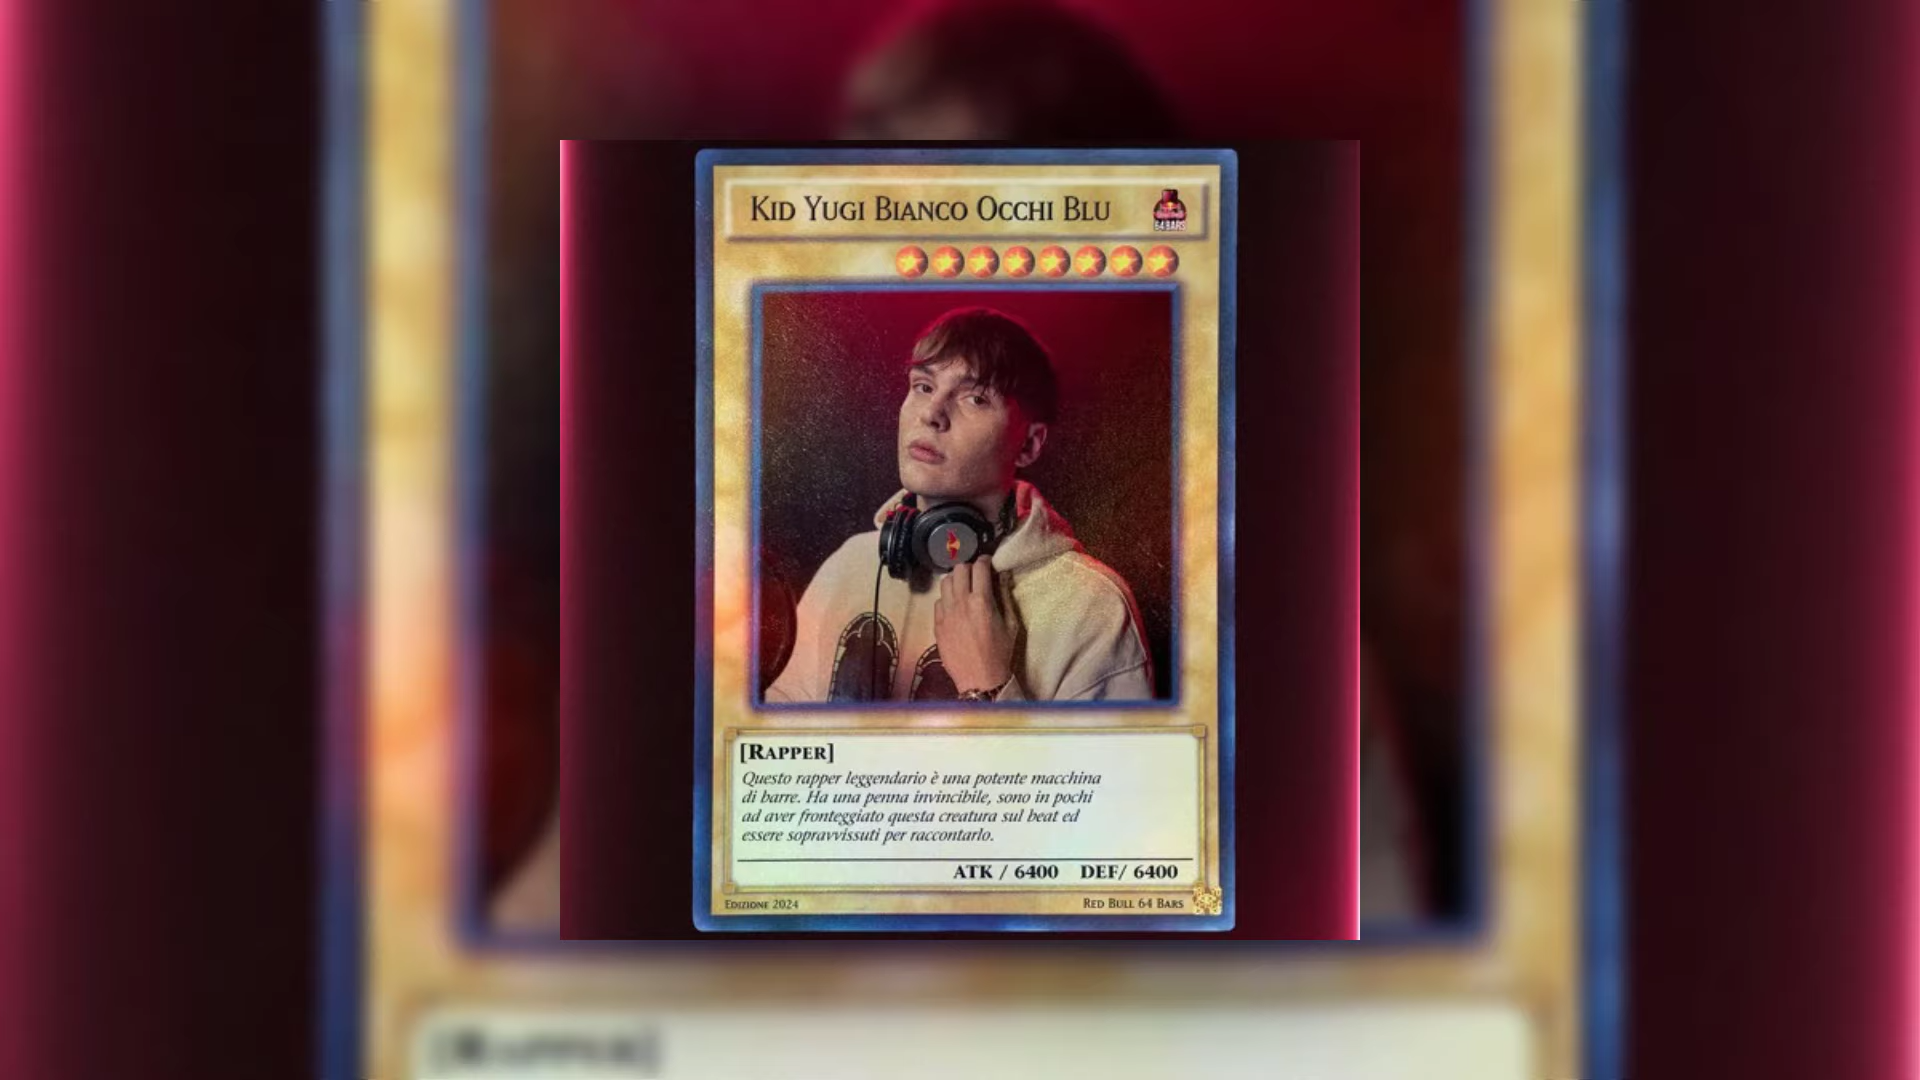 Kid Yugi Bianco Occhi Blu
64 BARS
[Rapper]
Questo rapper leggendario è una potente macchina
di barre. Ha una penna invincibile, sono in pochi
ad aver fronteggiato questa creatura sul beat ed
essere sopravvissuti per raccontarlo.
ATK / 6400 DEF/ 6400
Edizione 2024
Red Bull 64 Bars
[Rapper]